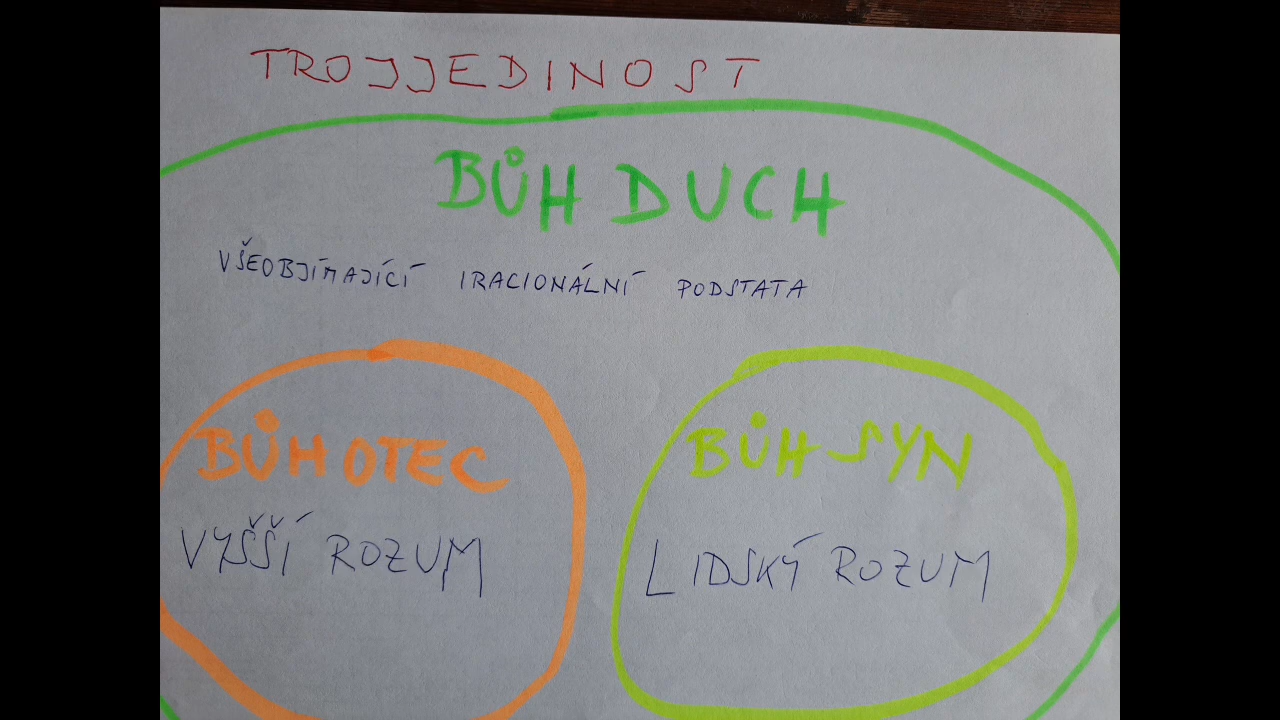 TROJJEDINOST
BŮH DUCH
VŠEOBJÍMAJÍCÍ IRACIONÁLNÍ PODSTATA
BŮH OTEC
VYŠŠÍ ROZUM
BŮH SYN
LIDSKÝ ROZUM